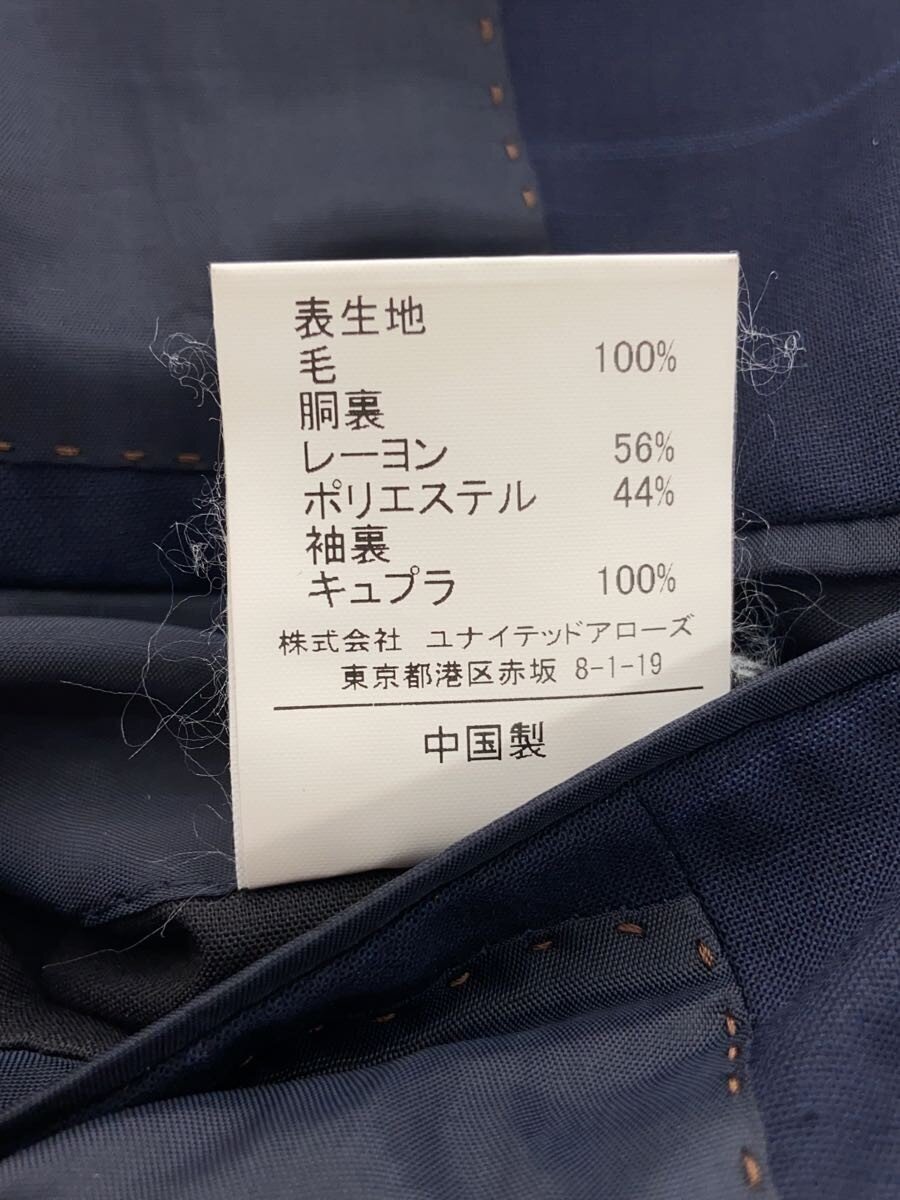 表生地
毛 100%
胴裏
レーヨン 56%
ポリエステル 44%
袖裏
キュプラ 100%
株式会社 ユナイテッドアローズ
東京都港区赤坂 8-1-19
中国製